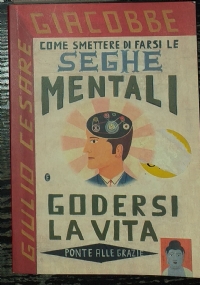 GIULIO CESARE GIACOBBE
COME SMETTERE DI FARSI LE
SEGHE
MENTALI
GODERSI
LA VITA
PONTE ALLE GRAZIE